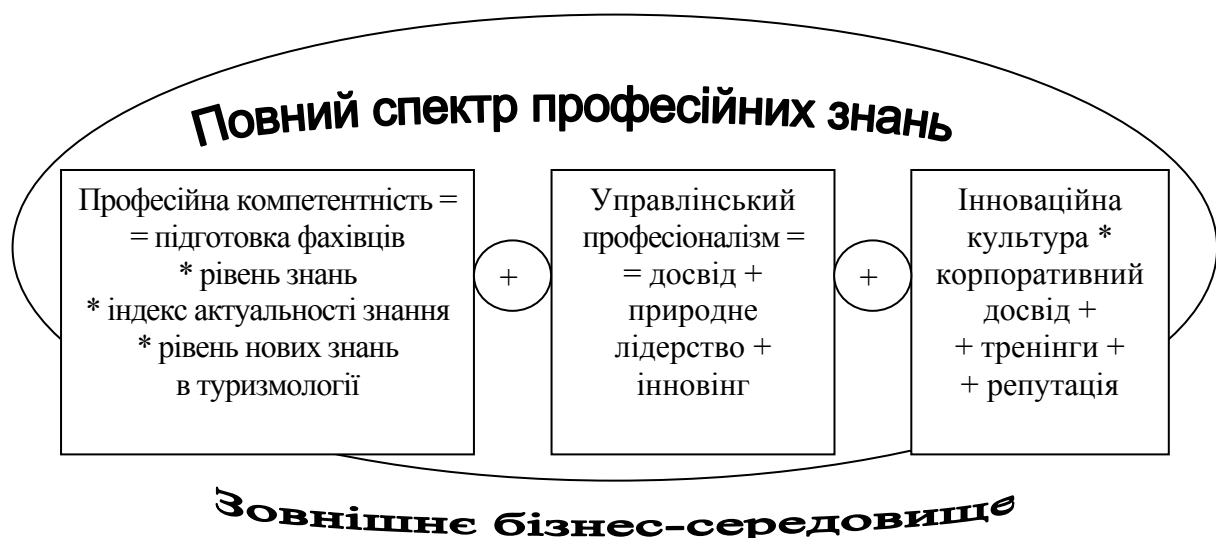 Повний спектр професійних знань
Професійна компетентність =
= підготовка фахівців
* рівень знань
* індекс актуальності знання
* рівень нових знань
в туризмології
+
Управлінський
професіоналізм =
= досвід +
природне
лідерство +
інновінг
+
Інноваційна
культура *
корпоративний
досвід +
+ тренінги +
+ репутація
Зовнішнє бізнес-середовище